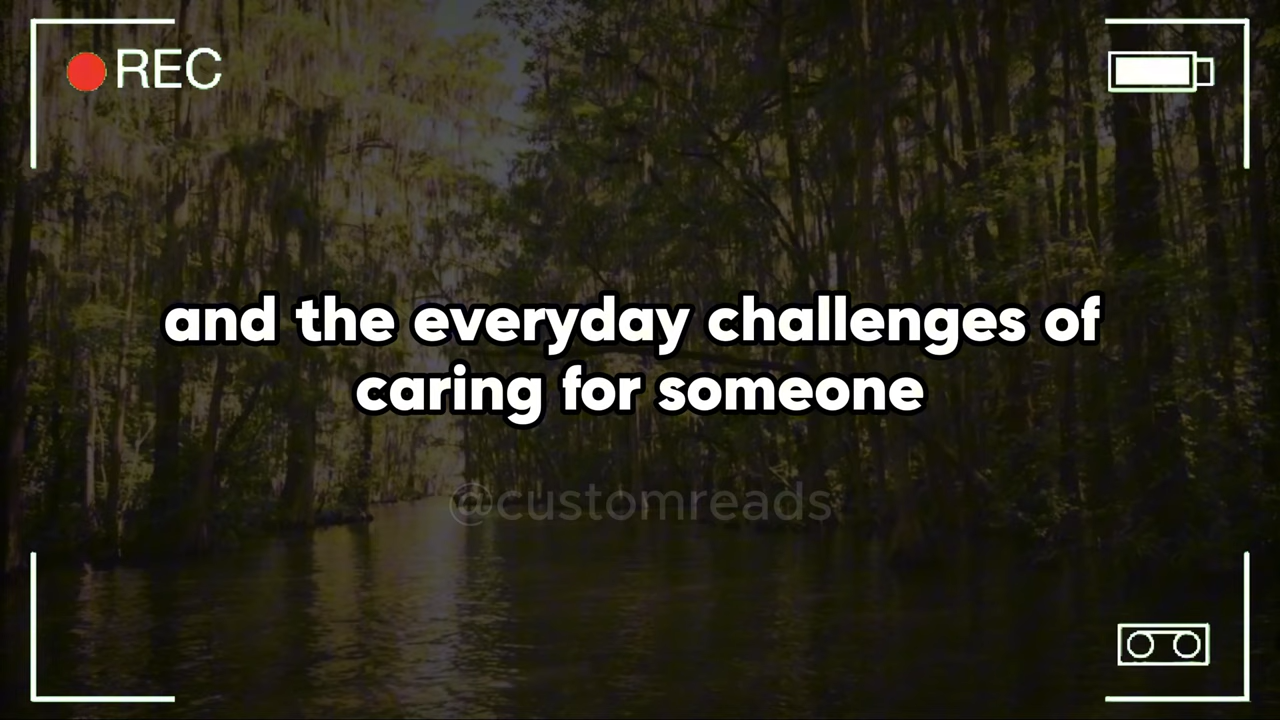 REC
and the everyday challenges of
caring for someone
@customreads